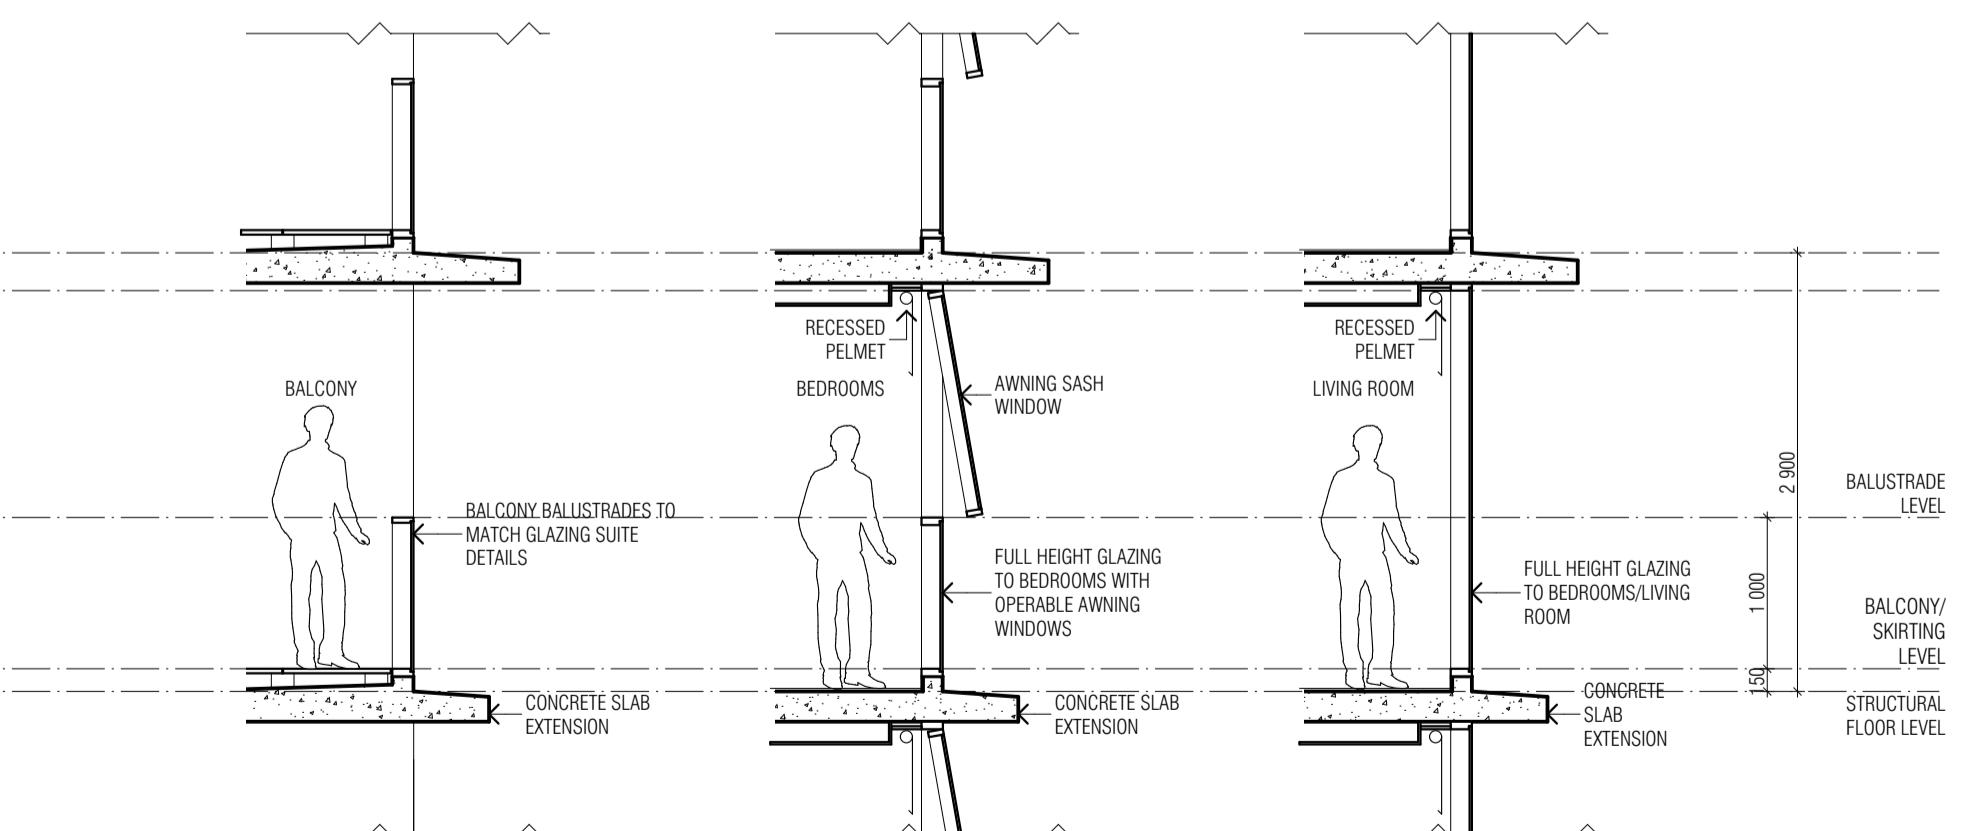 BALCONY
BALCONY BALUSTRADES TO
MATCH GLAZING SUITE
DETAILS
CONCRETE SLAB
EXTENSION
RECESSED
PELMET
BEDROOMS
AWNING SASH
WINDOW
FULL HEIGHT GLAZING
TO BEDROOMS WITH
OPERABLE AWNING
WINDOWS
CONCRETE SLAB
EXTENSION
RECESSED
PELMET
LIVING ROOM
FULL HEIGHT GLAZING
TO BEDROOMS/LIVING
ROOM
CONCRETE
SLAB
EXTENSION
2 900
1 000
150
BALUSTRADE
LEVEL
BALCONY/
SKIRTING
LEVEL
STRUCTURAL
FLOOR LEVEL